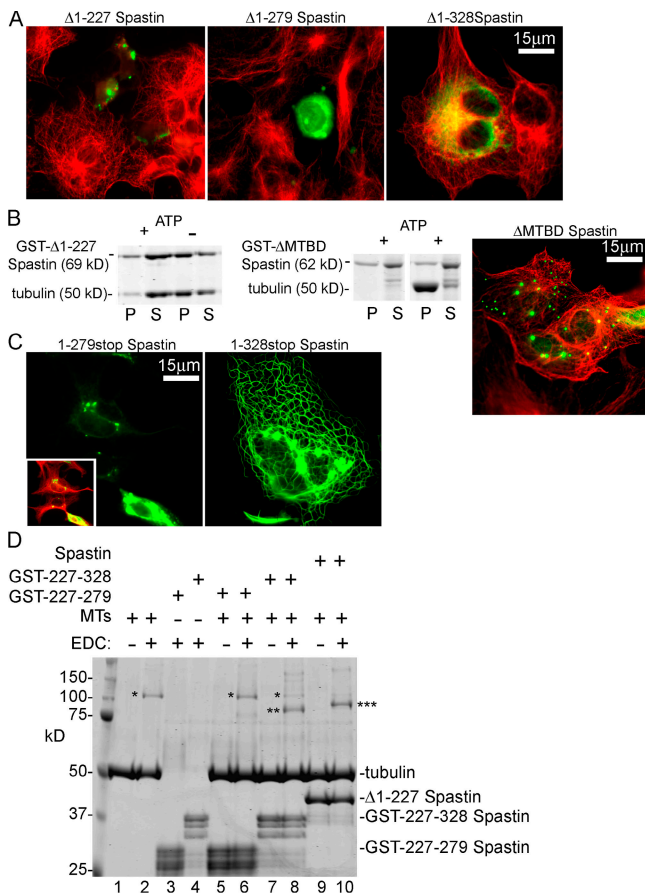 A
Δ1-227 Spastin
Δ1-279 Spastin
Δ1-328Spastin
15μm
B
ATP
+ −
GST-Δ1-227
Spastin (69 kD)
tubulin (50 kD)-
P S P S
ATP
+ +
GST-ΔMTBD
Spastin (62 kD)
tubulin (50 kD)-
P S P S
ΔMTBD Spastin
15μm
C
1-279stop Spastin
15μm
1-328stop Spastin
D
Spastin + +
GST-227-328 + + +
GST-227-279 + + +
MTs + + − − + + + + + +
EDC: − + + + − + − + − +
150-
100-
75-
kD
50-
37-
25-
* * * ** ***
-tubulin
-Δ1-227 Spastin
-GST-227-328 Spastin
-GST-227-279 Spastin
1 2 3 4 5 6 7 8 9 10